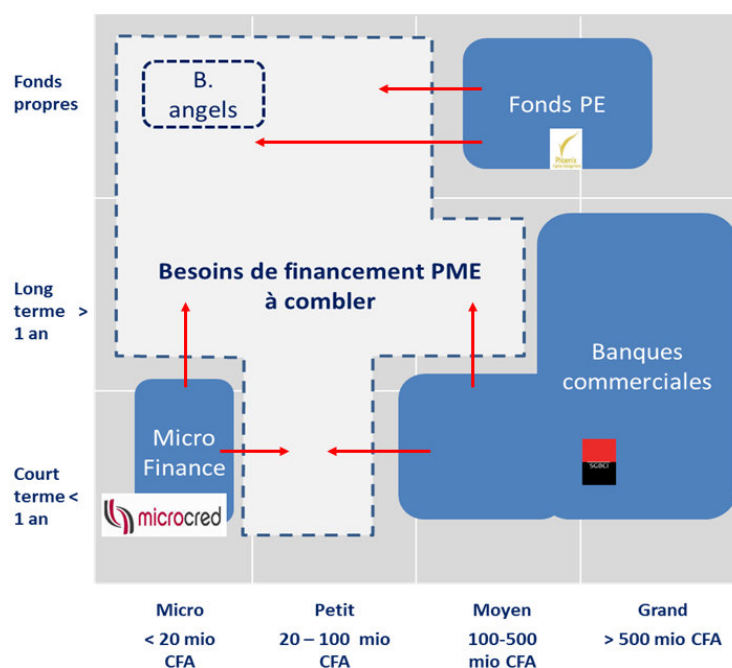 Fonds
propres
B.
angels
Fonds PE
Phoenix
Long
terme >
1 an
Besoins de financement PME
à combler
Banques
commerciales
Court
terme <
1 an
Micro
Finance
microcred
SGBCI
Micro
< 20 mio
CFA
Petit
20 – 100 mio
CFA
Moyen
100-500
mio CFA
Grand
> 500 mio CFA